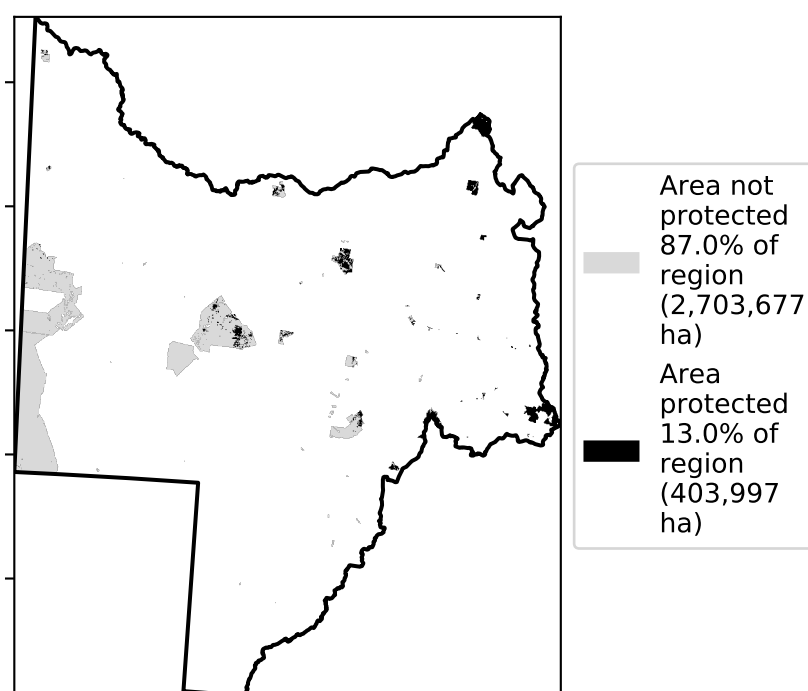 Area not
protected
87.0% of
region
(2,703,677
ha)
Area
protected
13.0% of
region
(403,997
ha)